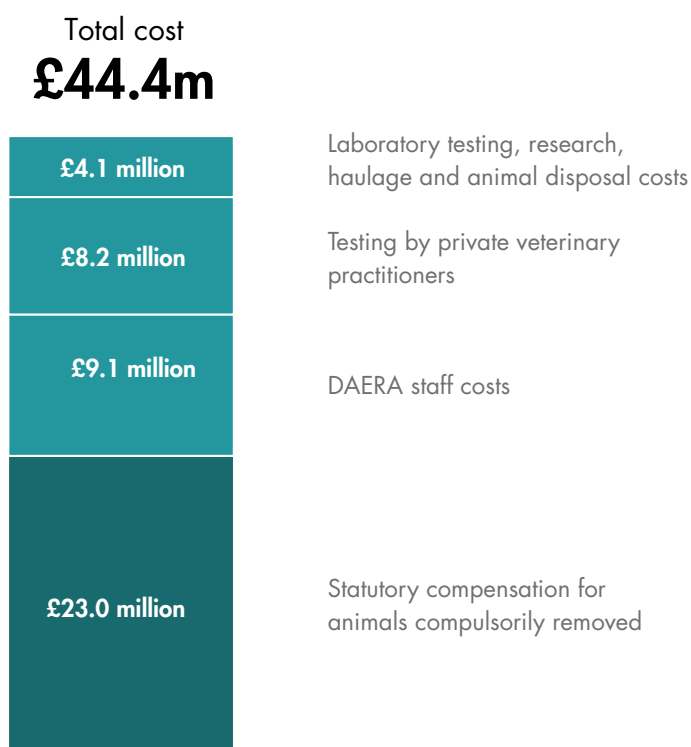 Total cost
£44.4m
£4.1 million
Laboratory testing, research,
haulage and animal disposal costs
£8.2 million
Testing by private veterinary
practitioners
£9.1 million
DAERA staff costs
£23.0 million
Statutory compensation for
animals compulsorily removed